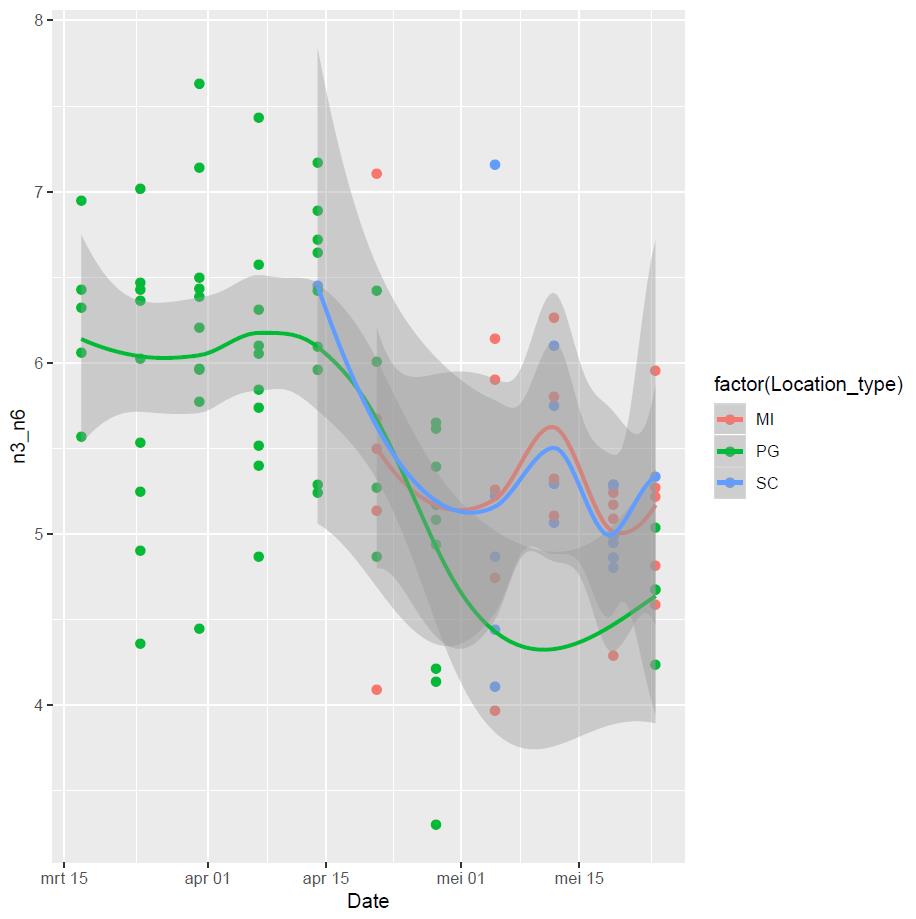 8
7
6
5
4
n3_n6
mrt 15
apr 01
apr 15
mei 01
mei 15
Date
factor(Location_type)
MI
PG
SC